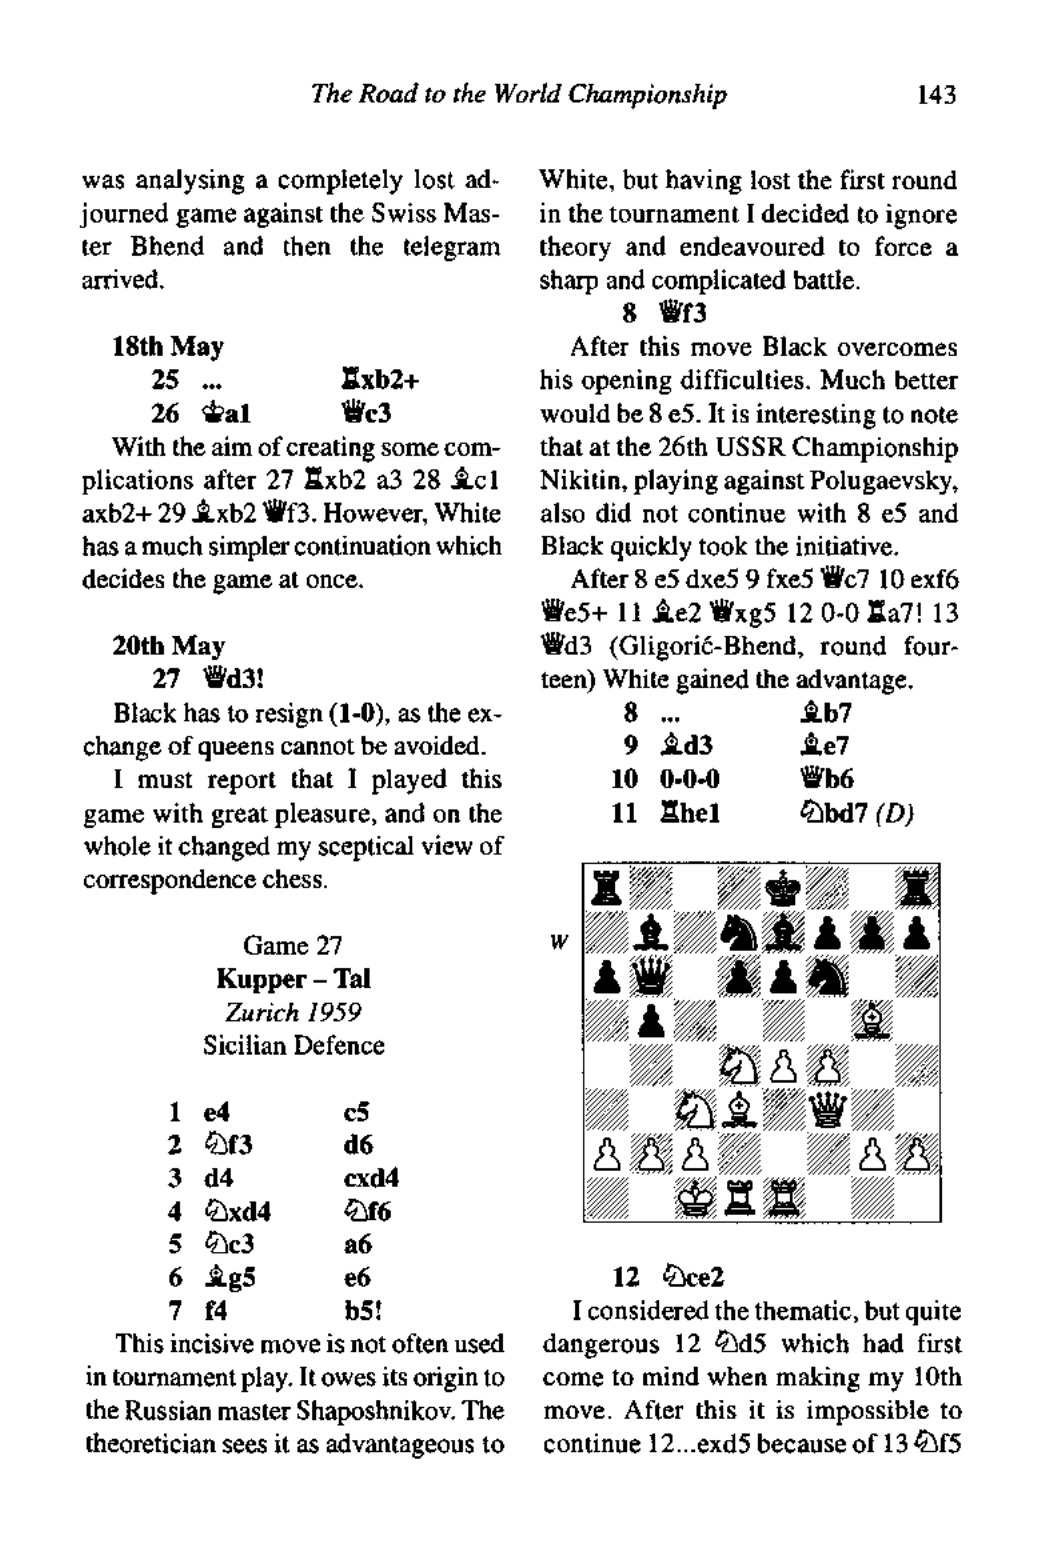 The Road to the World Championship 143
was analysing a completely lost ad-
journed game against the Swiss Mas-
ter Bhend and then the telegram
arrived.
18th May
25 ... ♖xb2+
26 ♔a1 ♕c3
With the aim of creating some com-
plications after 27 ♖xb2 a3 28 ♗c1
axb2+ 29 ♗xb2 ♕f3. However, White
has a much simpler continuation which
decides the game at once.
20th May
27 ♕d3!
Black has to resign (1-0), as the ex-
change of queens cannot be avoided.
I must report that I played this
game with great pleasure, and on the
whole it changed my sceptical view of
correspondence chess.
Game 27
Kupper – Tal
Zurich 1959
Sicilian Defence
1 e4 c5
2 ♘f3 d6
3 d4 cxd4
4 ♘xd4 ♘f6
5 ♘c3 a6
6 ♗g5 e6
7 f4 b5!
This incisive move is not often used
in tournament play. It owes its origin to
the Russian master Shaposhnikov. The
theoretician sees it as advantageous to
White, but having lost the first round
in the tournament I decided to ignore
theory and endeavoured to force a
sharp and complicated battle.
8 ♕f3
After this move Black overcomes
his opening difficulties. Much better
would be 8 e5. It is interesting to note
that at the 26th USSR Championship
Nikitin, playing against Polugaevsky,
also did not continue with 8 e5 and
Black quickly took the initiative.
After 8 e5 dxe5 9 fxe5 ♕c7 10 exf6
♕e5+ 11 ♗e2 ♕xg5 12 0-0 ♖a7! 13
♕d3 (Gligorić-Bhend, round four-
teen) White gained the advantage.
8 ... ♗b7
9 ♗d3 ♗e7
10 0-0-0 ♕b6
11 ♖he1 ♘bd7 (D)
W
12 ♘ce2
I considered the thematic, but quite
dangerous 12 ♘d5 which had first
come to mind when making my 10th
move. After this it is impossible to
continue 12...exd5 because of 13 ♘f5